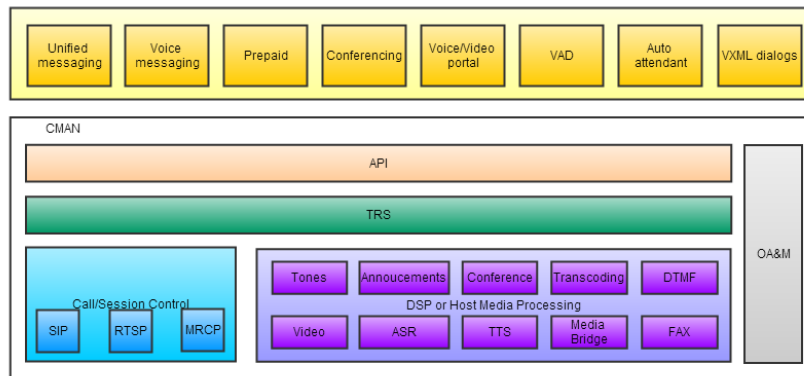 Unified
messaging
Voice
messaging
Prepaid
Conferencing
Voice/Video
portal
VAD
Auto
attendant
VXML dialogs
CMAN
API
TRS
OA&M
Call/Session Control
SIP
RTSP
MRCP
Tones
Annoucements
Conference
Transcoding
DTMF
DSP or Host Media Processing
Video
ASR
TTS
Media
Bridge
FAX